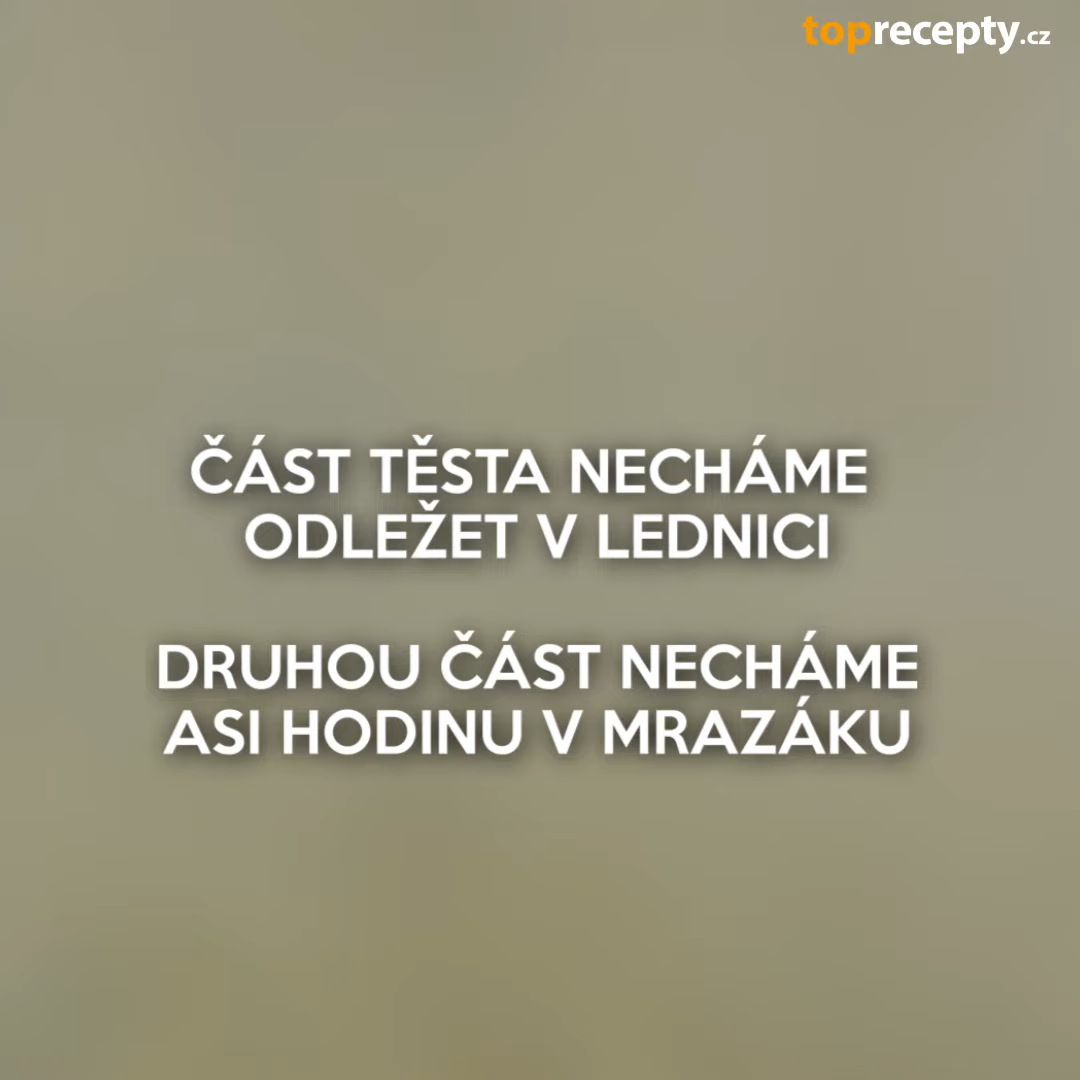 toprecepty.cz
ČÁST TĚSTA NECHÁME
ODLEŽET V LEDNICI
DRUHOU ČÁST NECHÁME
ASI HODINU V MRAZÁKU